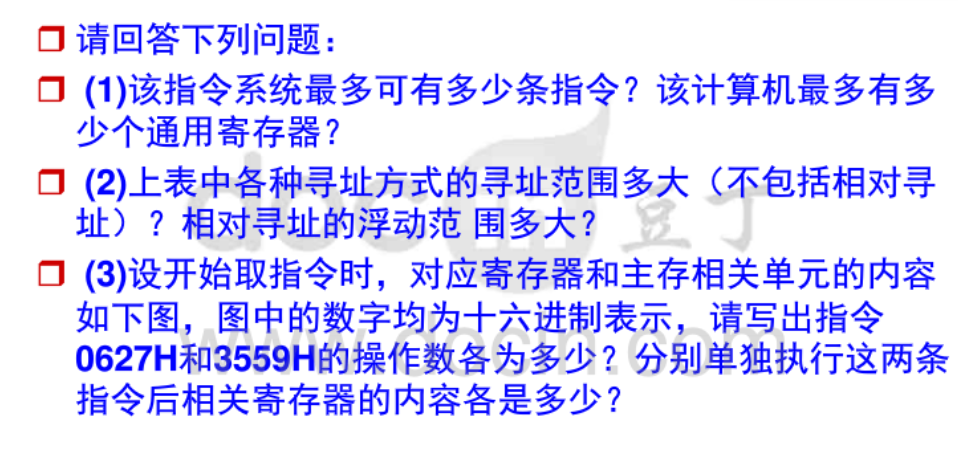 请回答下列问题：
(1)该指令系统最多可有多少条指令？该计算机最多有多
少个通用寄存器？
(2)上表中各种寻址方式的寻址范围多大（不包括相对寻
址）？相对寻址的浮动范 围多大？
(3)设开始取指令时，对应寄存器和主存相关单元的内容
如下图，图中的数字均为十六进制表示，请写出指令
0627H和3559H的操作数各为多少？分别单独执行这两条
指令后相关寄存器的内容各是多少？
docin 豆丁
www.docin.com